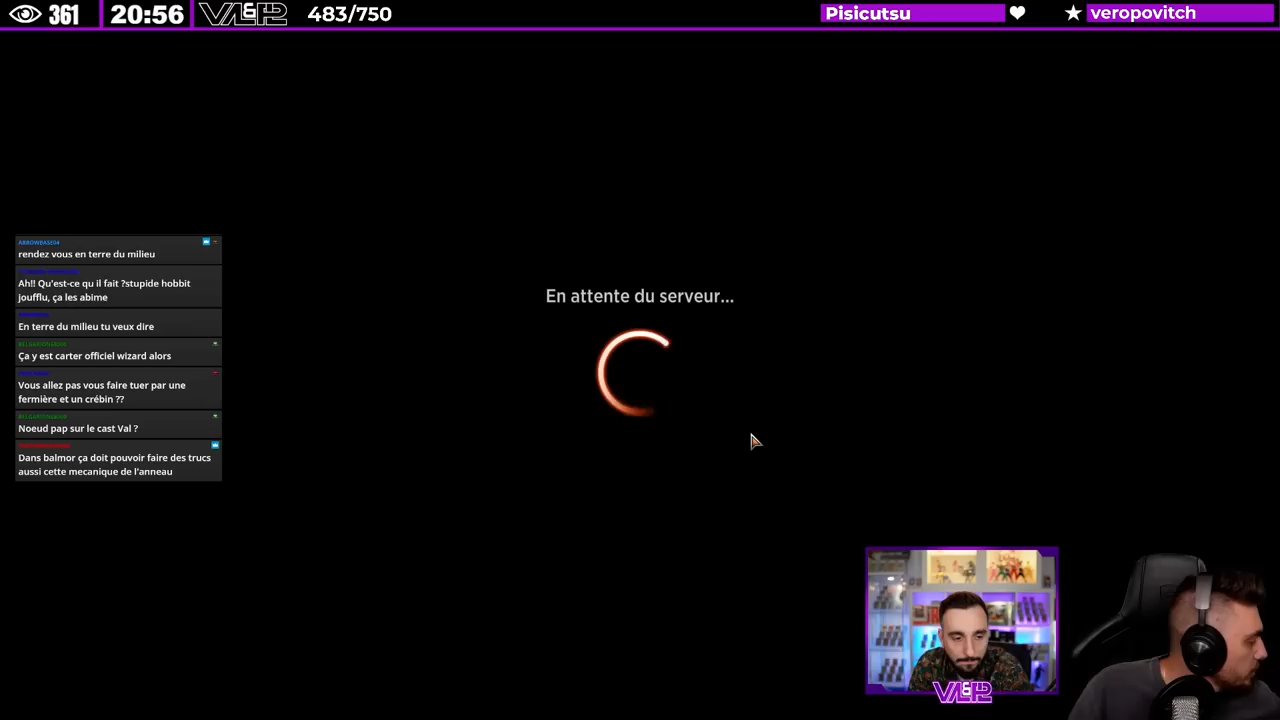 361
20:56
VAL&PL2
483/750
Pisicutsu
veropovitch
ARROWBASE04
rendez vous en terre du milieu
Ah!! Qu'est-ce qu il fait ?stupide hobbit
joufflu, ça les abime
En terre du milieu tu veux dire
Ça y est carter officiel wizard alors
Vous allez pas vous faire tuer par une
fermière et un crébin ??
Noeud pap sur le cast Val ?
Dans balmor ça doit pouvoir faire des trucs
aussi cette mecanique de l'anneau
En attente du serveur...